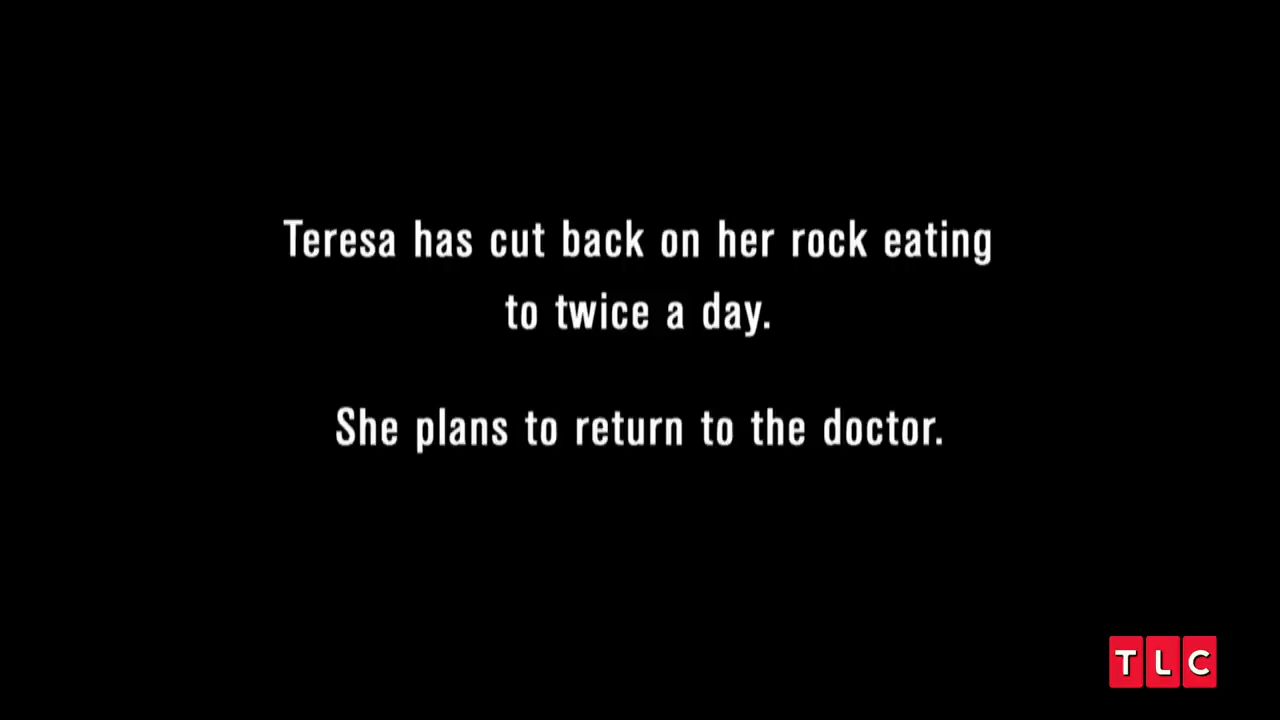 Teresa has cut back on her rock eating
to twice a day.
She plans to return to the doctor.
TLC